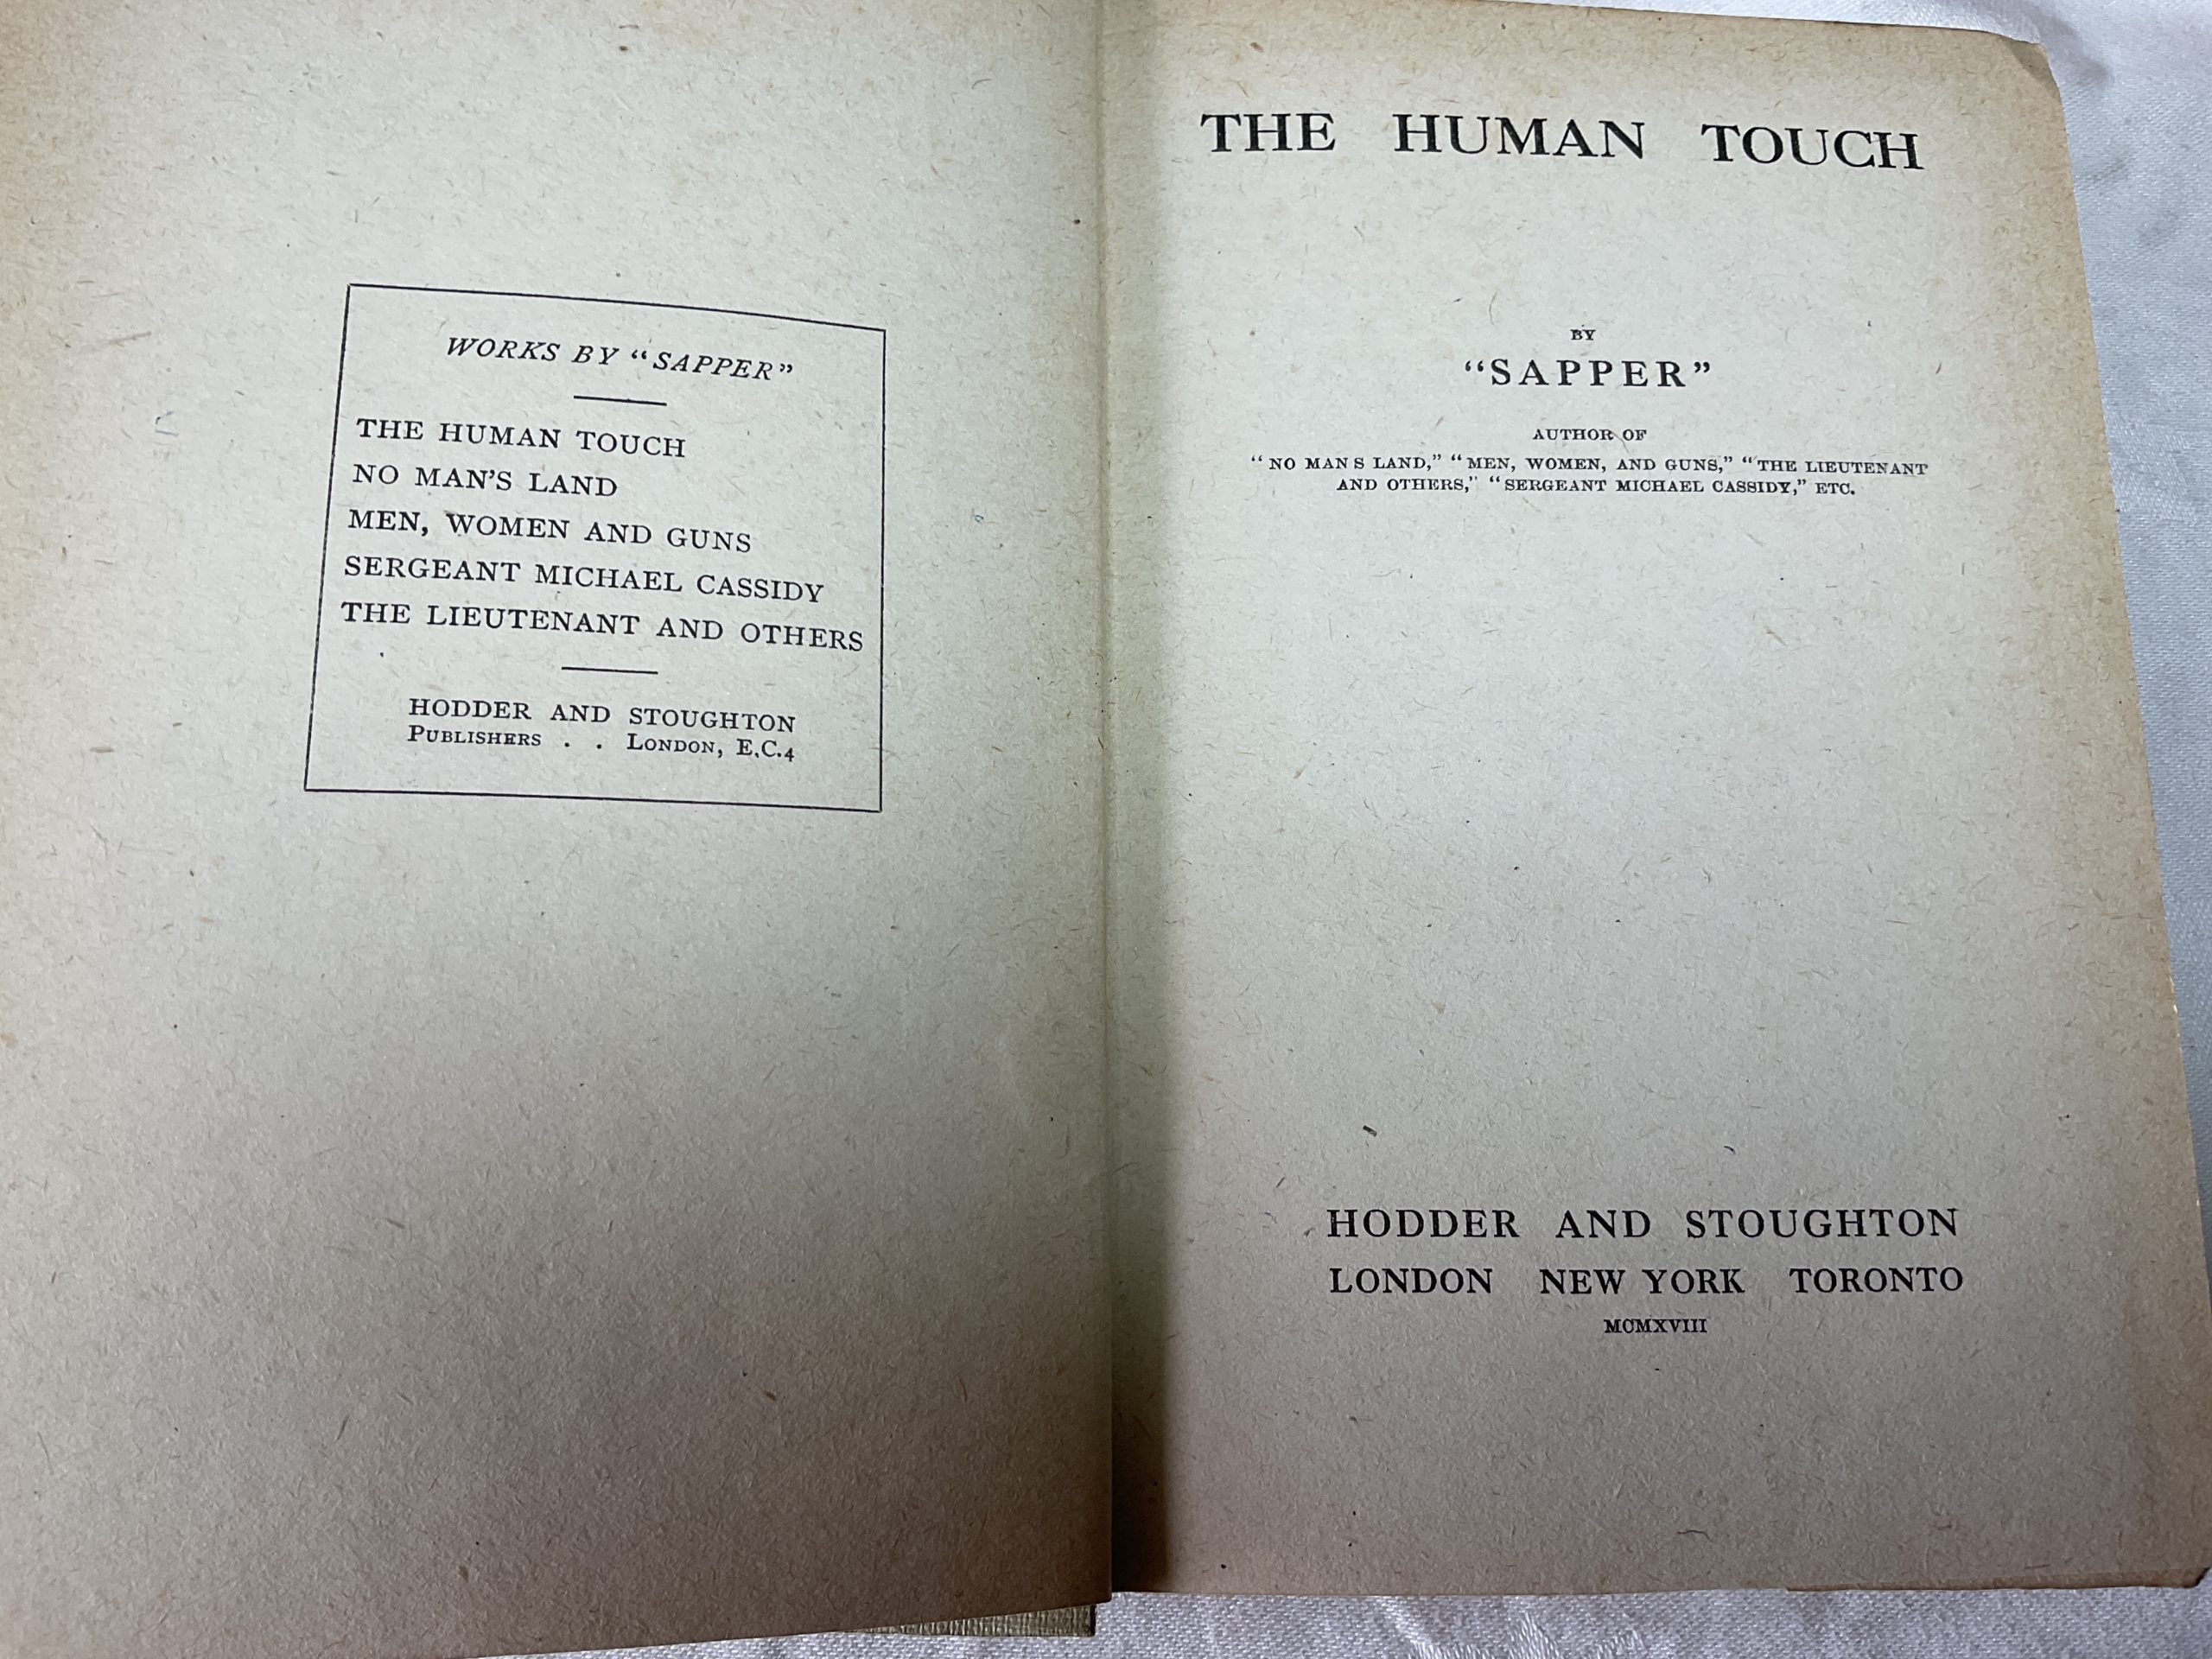 WORKS BY “SAPPER”
THE HUMAN TOUCH
NO MAN’S LAND
MEN, WOMEN AND GUNS
SERGEANT MICHAEL CASSIDY
THE LIEUTENANT AND OTHERS
HODDER AND STOUGHTON
PUBLISHERS . . LONDON, E.C.4
THE HUMAN TOUCH
BY
“SAPPER”
AUTHOR OF
“NO MAN S LAND,” “MEN, WOMEN, AND GUNS,” “THE LIEUTENANT
AND OTHERS,” “SERGEANT MICHAEL CASSIDY,” ETC.
HODDER AND STOUGHTON
LONDON NEW YORK TORONTO
MCMXVIII